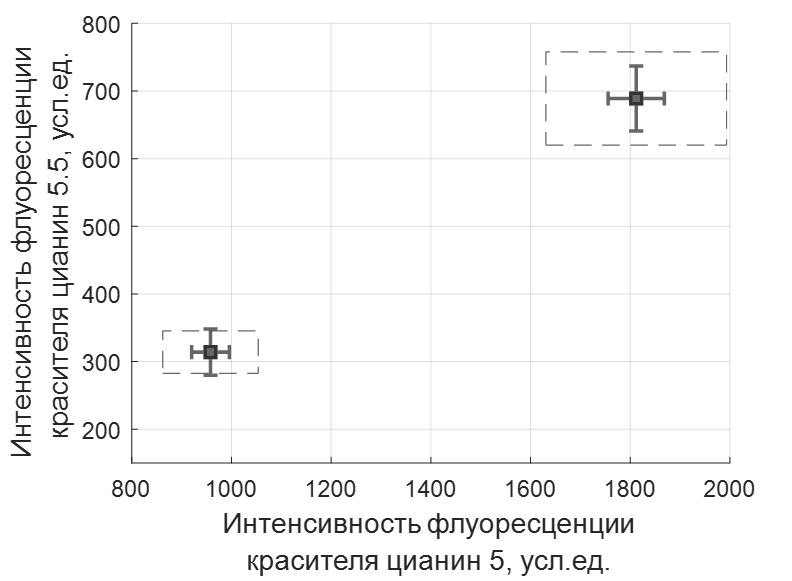 Интенсивность флуоресценции
красителя цианин 5.5, усл.ед.
800
700
600
500
400
300
200
800 1000 1200 1400 1600 1800 2000
Интенсивность флуоресценции
красителя цианин 5, усл.ед.